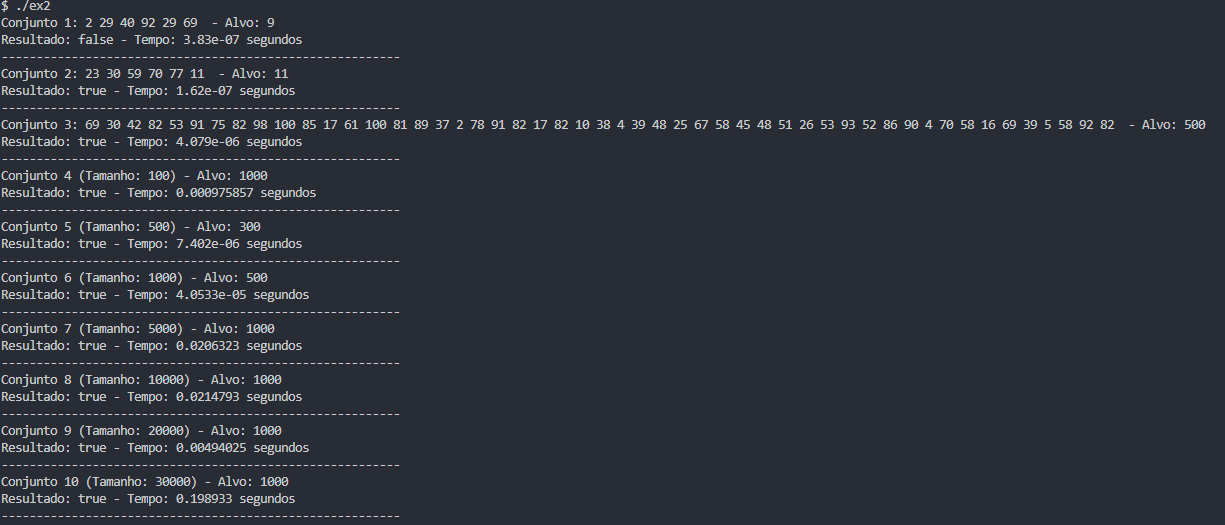 $ ./ex2
Conjunto 1: 2 29 40 92 29 69  - Alvo: 9
Resultado: false - Tempo: 3.83e-07 segundos
---------------------------------------------------------
Conjunto 2: 23 30 59 70 77 11  - Alvo: 11
Resultado: true - Tempo: 1.62e-07 segundos
---------------------------------------------------------
Conjunto 3: 69 30 42 82 53 91 75 82 98 100 85 17 61 100 81 89 37 2 78 91 82 17 82 10 38 4 39 48 25 67 58 45 48 51 26 53 93 52 86 90 4 70 58 16 69 39 5 58 92 82  - Alvo: 500
Resultado: true - Tempo: 4.079e-06 segundos
---------------------------------------------------------
Conjunto 4 (Tamanho: 100) - Alvo: 1000
Resultado: true - Tempo: 0.000975857 segundos
---------------------------------------------------------
Conjunto 5 (Tamanho: 500) - Alvo: 300
Resultado: true - Tempo: 7.402e-06 segundos
---------------------------------------------------------
Conjunto 6 (Tamanho: 1000) - Alvo: 500
Resultado: true - Tempo: 4.0533e-05 segundos
---------------------------------------------------------
Conjunto 7 (Tamanho: 5000) - Alvo: 1000
Resultado: true - Tempo: 0.0206323 segundos
---------------------------------------------------------
Conjunto 8 (Tamanho: 10000) - Alvo: 1000
Resultado: true - Tempo: 0.0214793 segundos
---------------------------------------------------------
Conjunto 9 (Tamanho: 20000) - Alvo: 1000
Resultado: true - Tempo: 0.00494025 segundos
---------------------------------------------------------
Conjunto 10 (Tamanho: 30000) - Alvo: 1000
Resultado: true - Tempo: 0.198933 segundos
---------------------------------------------------------